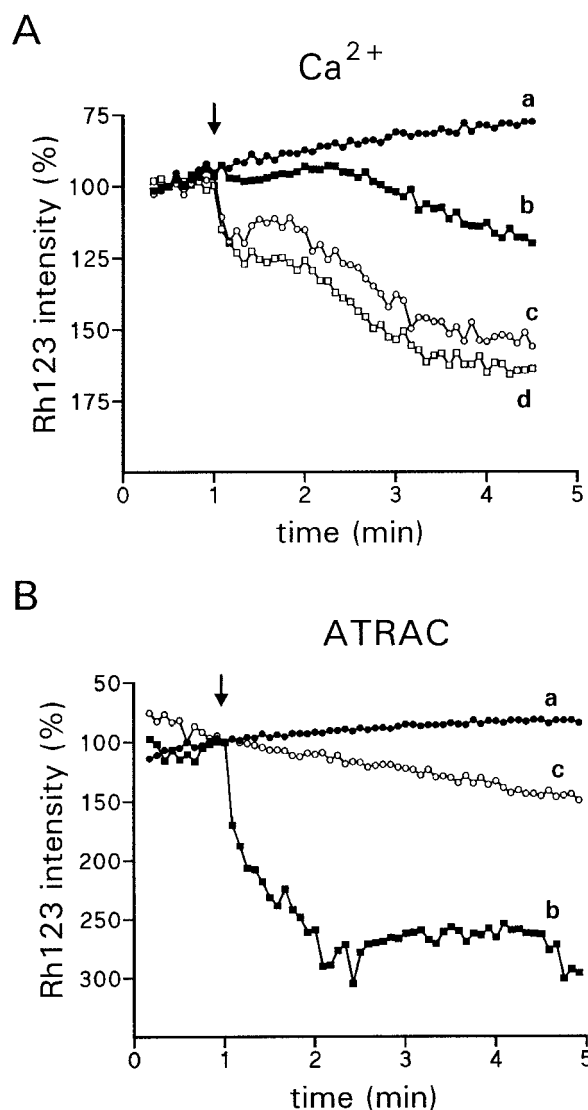 A
Ca2+
75
100
125
150
175
Rh123 intensity (%)
a
b
c
d
0 1 2 3 4 5
time (min)
B
ATRAC
50
100
150
200
250
300
Rh123 intensity (%)
a
c
b
0 1 2 3 4 5
time (min)